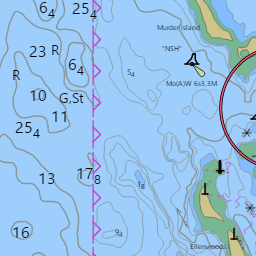 6₄ 25₄
Murder Island
23 R
"NSH"
6₄
R
5₄
Mo(A)W 6s3.3M
10 G,St
11
25₄
13 17₈
1₈
16
9₄
Ellenwoods